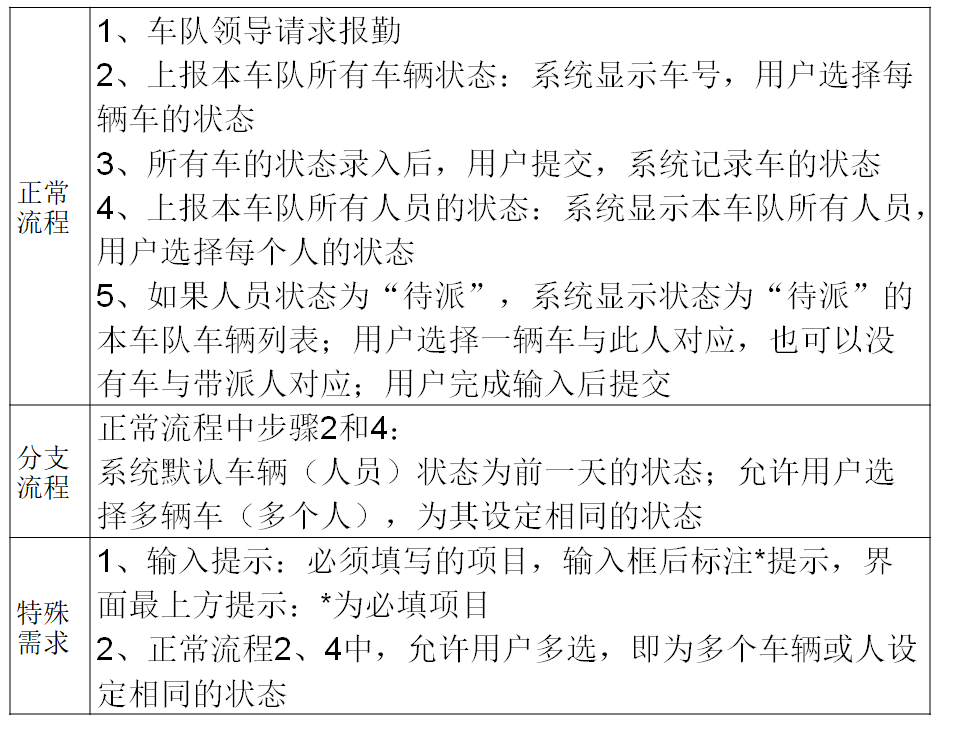 正常
流程
1、车队领导请求报勤
2、上报本车队所有车辆状态：系统显示车号，用户选择每
辆车的状态
3、所有车的状态录入后，用户提交，系统记录车的状态
4、上报本车队所有人员的状态：系统显示本车队所有人员，
用户选择每个人的状态
5、如果人员状态为“待派”，系统显示状态为“待派”的
本车队车辆列表；用户选择一辆车与此人对应，也可以没
有车与带派人对应；用户完成输入后提交
分支
流程
正常流程中步骤2和4：
系统默认车辆（人员）状态为前一天的状态；允许用户选
择多辆车（多个人），为其设定相同的状态
特殊
需求
1、输入提示：必须填写的项目，输入框后标注*提示，界
面最上方提示：*为必填项目
2、正常流程2、4中，允许用户多选，即为多个车辆或人设
定相同的状态